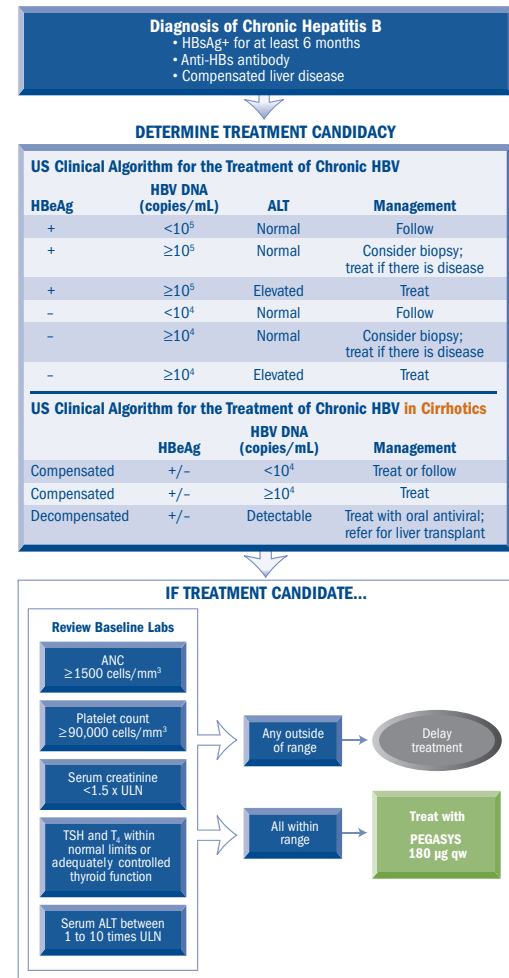 Diagnosis of Chronic Hepatitis B
• HBsAg+ for at least 6 months
• Anti-HBs antibody
• Compensated liver disease
DETERMINE TREATMENT CANDIDACY
US Clinical Algorithm for the Treatment of Chronic HBV
HBV DNA
HBeAg (copies/mL) ALT Management
+ <10⁵ Normal Follow
+ ≥10⁵ Normal Consider biopsy;
treat if there is disease
+ ≥10⁵ Elevated Treat
– <10⁴ Normal Follow
– ≥10⁴ Normal Consider biopsy;
treat if there is disease
– ≥10⁴ Elevated Treat
US Clinical Algorithm for the Treatment of Chronic HBV in Cirrhotics
HBV DNA
HBeAg (copies/mL) Management
Compensated +/– <10⁴ Treat or follow
Compensated +/– ≥10⁴ Treat
Decompensated +/– Detectable Treat with oral antiviral;
refer for liver transplant
IF TREATMENT CANDIDATE...
Review Baseline Labs
ANC
≥1500 cells/mm³
Platelet count
≥90,000 cells/mm³
Serum creatinine
<1.5 x ULN
TSH and T₄ within
normal limits or
adequately controlled
thyroid function
Serum ALT between
1 to 10 times ULN
Any outside
of range
Delay
treatment
All within
range
Treat with
PEGASYS
180 µg qw